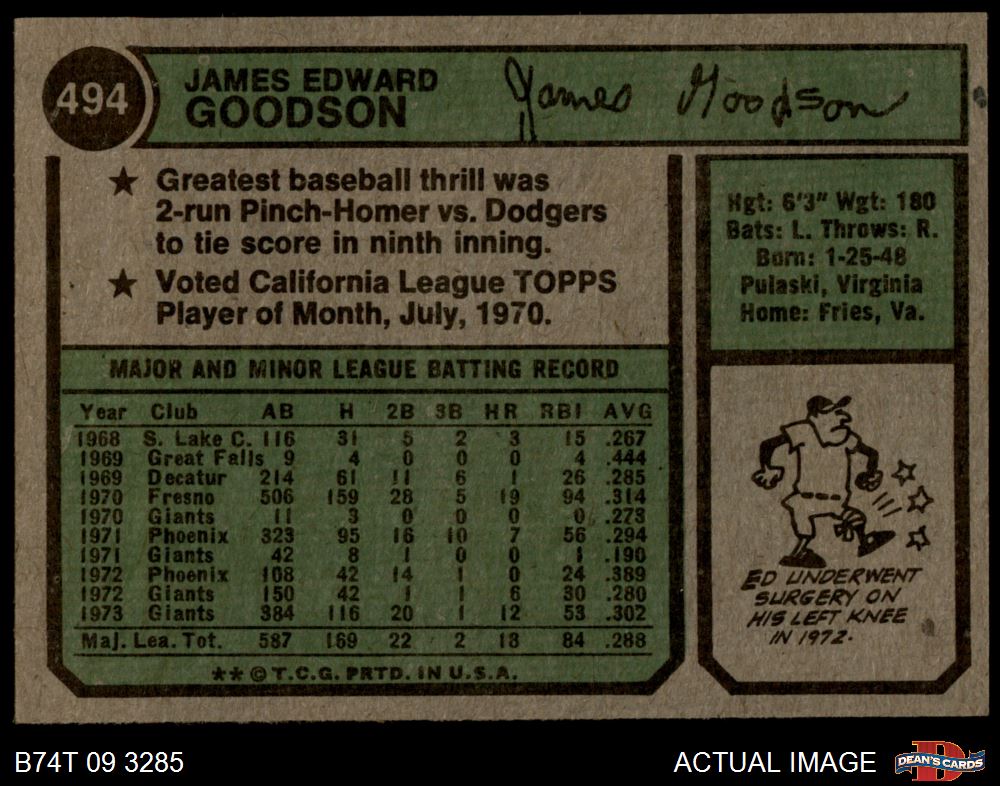 494
JAMES EDWARD
GOODSON
James Goodson
★ Greatest baseball thrill was
2-run Pinch-Homer vs. Dodgers
to tie score in ninth inning.
★ Voted California League TOPPS
Player of Month, July, 1970.
Hgt: 6'3" Wgt: 180
Bats: L. Throws: R.
Born: 1-25-48
Pulaski, Virginia
Home: Fries, Va.
MAJOR AND MINOR LEAGUE BATTING RECORD
Year Club AB H 2B 3B HR RBI AVG
1968 S. Lake C. 116 31 5 2 3 15 .267
1969 Great Falls 9 4 0 0 0 4 .444
1969 Decatur 214 61 11 6 1 26 .285
1970 Fresno 506 159 28 5 19 94 .314
1970 Giants 11 3 0 0 0 0 .273
1971 Phoenix 323 95 16 10 7 56 .294
1971 Giants 42 8 1 0 0 1 .190
1972 Phoenix 108 42 14 1 0 24 .389
1972 Giants 150 42 1 1 6 30 .280
1973 Giants 384 116 20 1 12 53 .302
Maj. Lea. Tot. 587 169 22 2 18 84 .288
** © T.C.G. PRTD. IN U.S.A.
ED UNDERWENT
SURGERY ON
HIS LEFT KNEE
IN 1972.
B74T 09 3285
ACTUAL IMAGE
D
DEAN'S CARDS